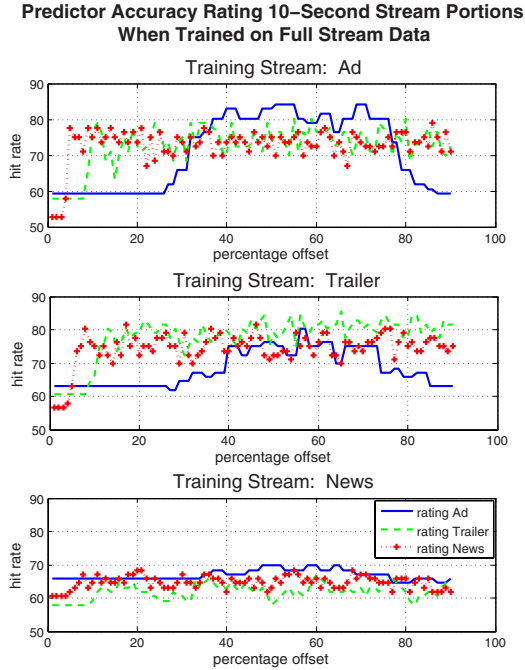 Predictor Accuracy Rating 10−Second Stream Portions
When Trained on Full Stream Data
Training Stream:  Ad
90
80
70
60
50
hit rate
0
20
40
60
80
100
percentage offset
Training Stream:  Trailer
90
80
70
60
50
hit rate
0
20
40
60
80
100
percentage offset
Training Stream:  News
90
80
70
60
50
hit rate
rating Ad
rating Trailer
rating News
0
20
40
60
80
100
percentage offset